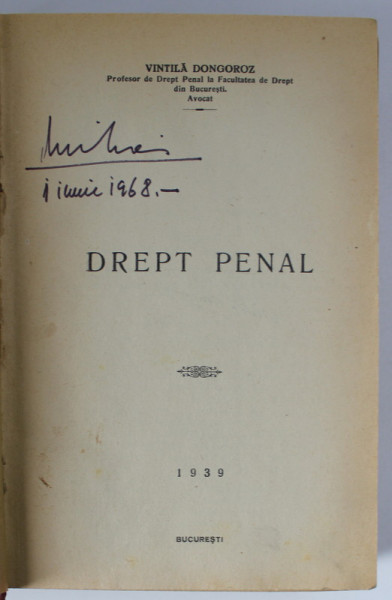 VINTILĂ DONGOROZ
Profesor de Drept Penal la Facultatea de Drept
din București.
Avocat
1 iunie 1968.—
DREPT PENAL
1939
BUCUREȘTI